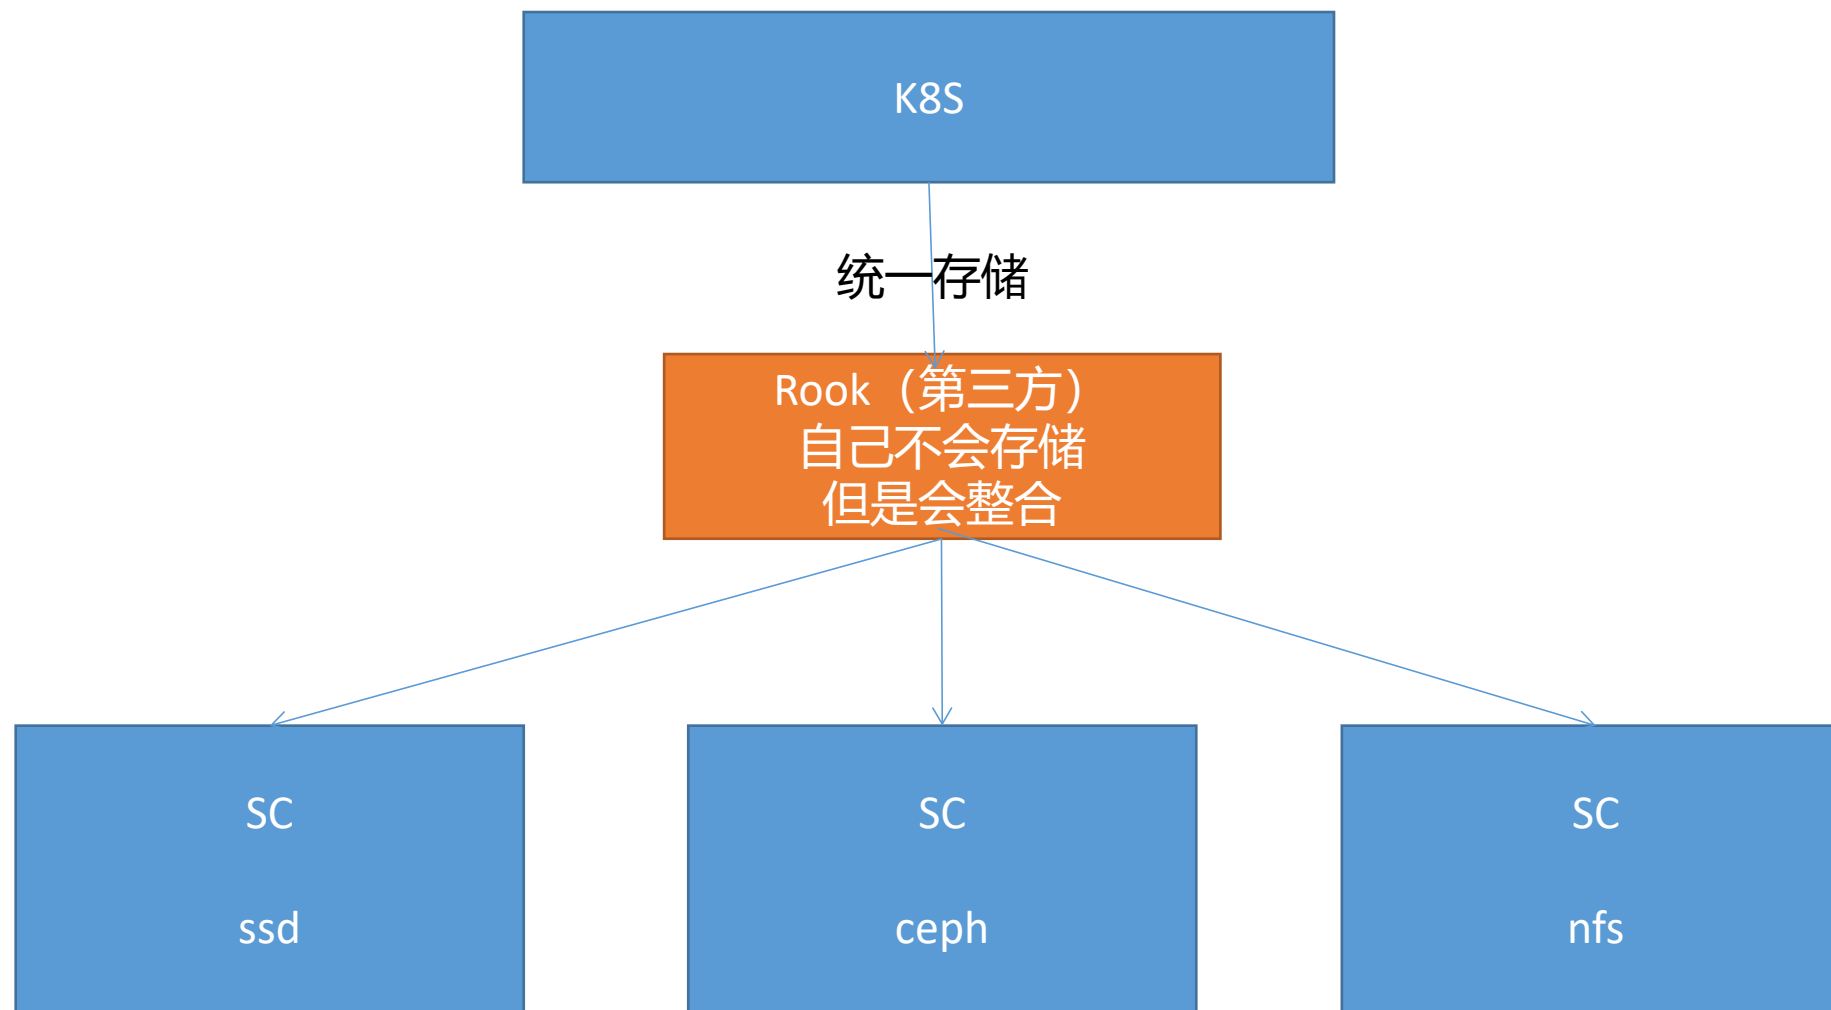 K8S
统一存储
Rook（第三方）
自己不会存储
但是会整合
SC
ssd
SC
ceph
SC
nfs